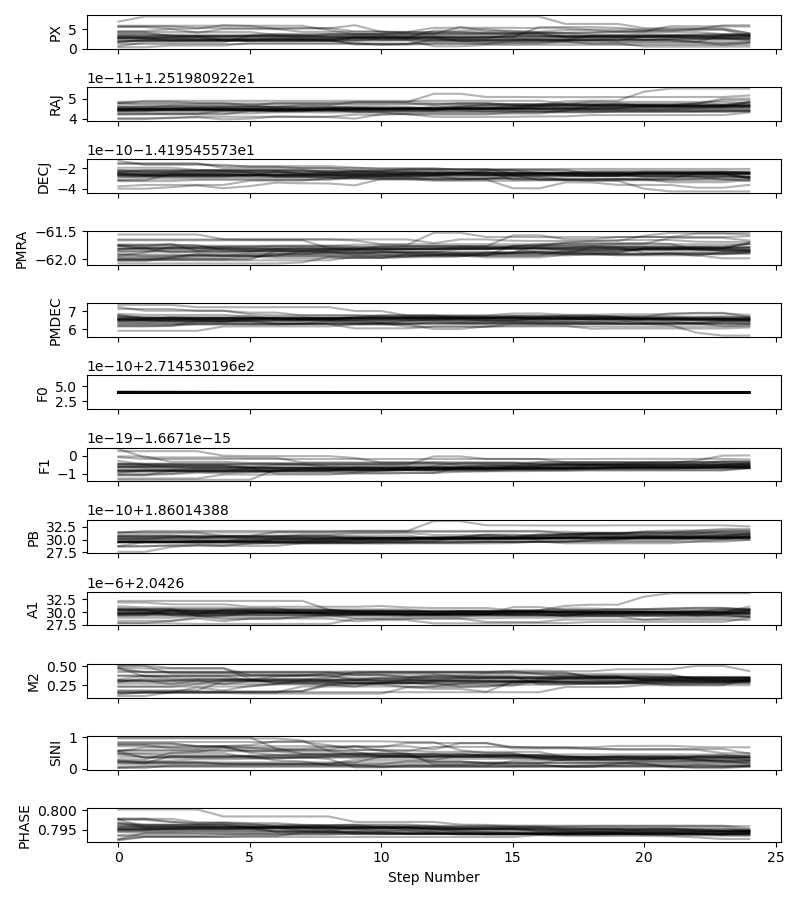 PX
5
0
1e−11+1.251980922e1
RAJ
5
4
1e−10−1.419545573e1
DECJ
−2
−4
PMRA
−61.5
−62.0
PMDEC
7
6
1e−10+2.714530196e2
F0
5.0
2.5
1e−19−1.6671e−15
F1
0
−1
1e−10+1.86014388
PB
32.5
30.0
27.5
1e−6+2.0426
A1
32.5
30.0
27.5
M2
0.50
0.25
SINI
1
0
PHASE
0.800
0.795
0 5 10 15 20 25
Step Number